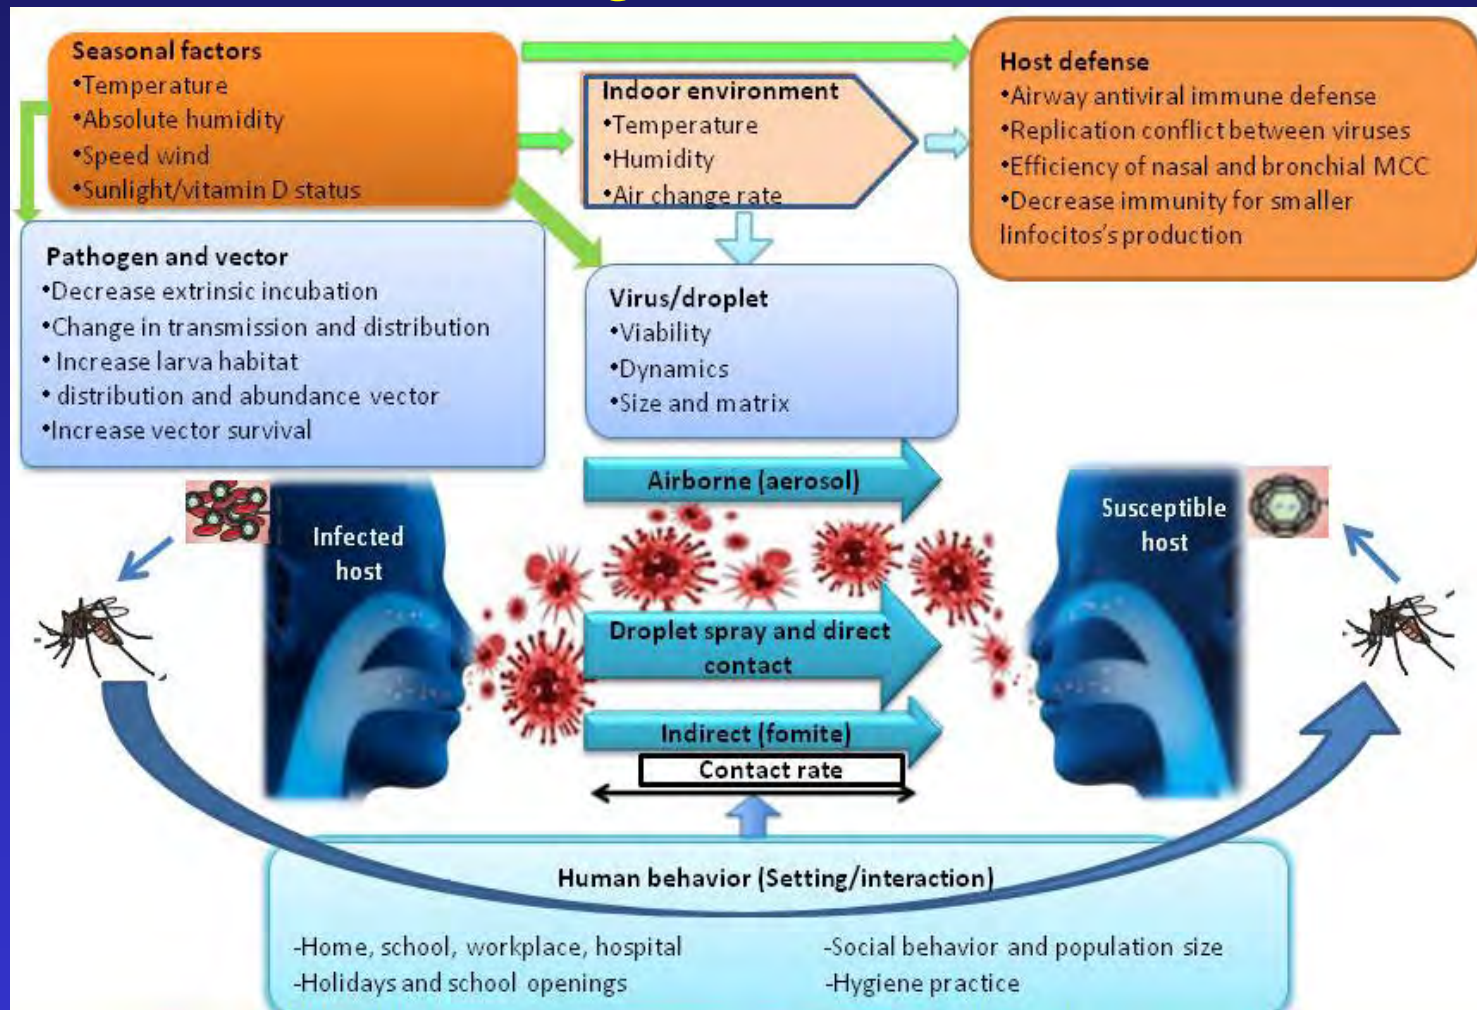 Seasonal factors
•Temperature
•Absolute humidity
•Speed wind
•Sunlight/vitamin D status
Indoor environment
•Temperature
•Humidity
•Air change rate
Host defense
•Airway antiviral immune defense
•Replication conflict between viruses
•Efficiency of nasal and bronchial MCC
•Decrease immunity for smaller
linfocitos's production
Pathogen and vector
•Decrease extrinsic incubation
•Change in transmission and distribution
• Increase larva habitat
• distribution and abundance vector
•Increase vector survival
Virus/droplet
•Viability
•Dynamics
•Size and matrix
Airborne (aerosol)
Infected
host
Susceptible
host
Droplet spray and direct
contact
Indirect (fomite)
Contact rate
Human behavior (Setting/interaction)
-Home, school, workplace, hospital
-Holidays and school openings
-Social behavior and population size
-Hygiene practice